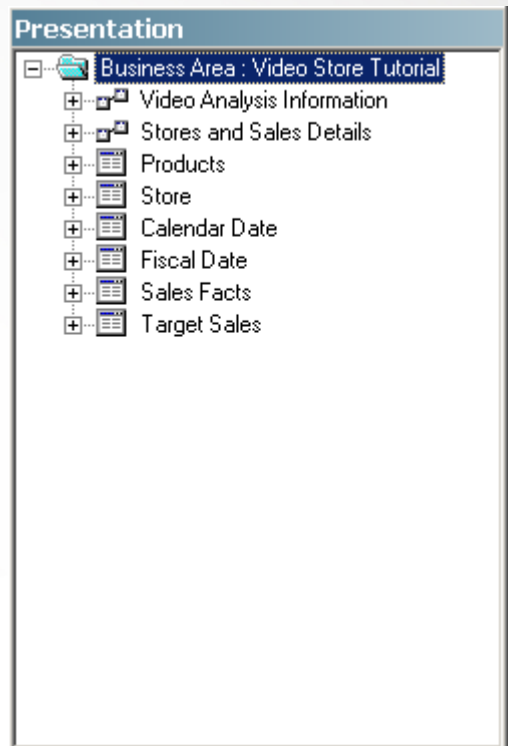 Presentation
Business Area : Video Store Tutorial
Video Analysis Information
Stores and Sales Details
Products
Store
Calendar Date
Fiscal Date
Sales Facts
Target Sales